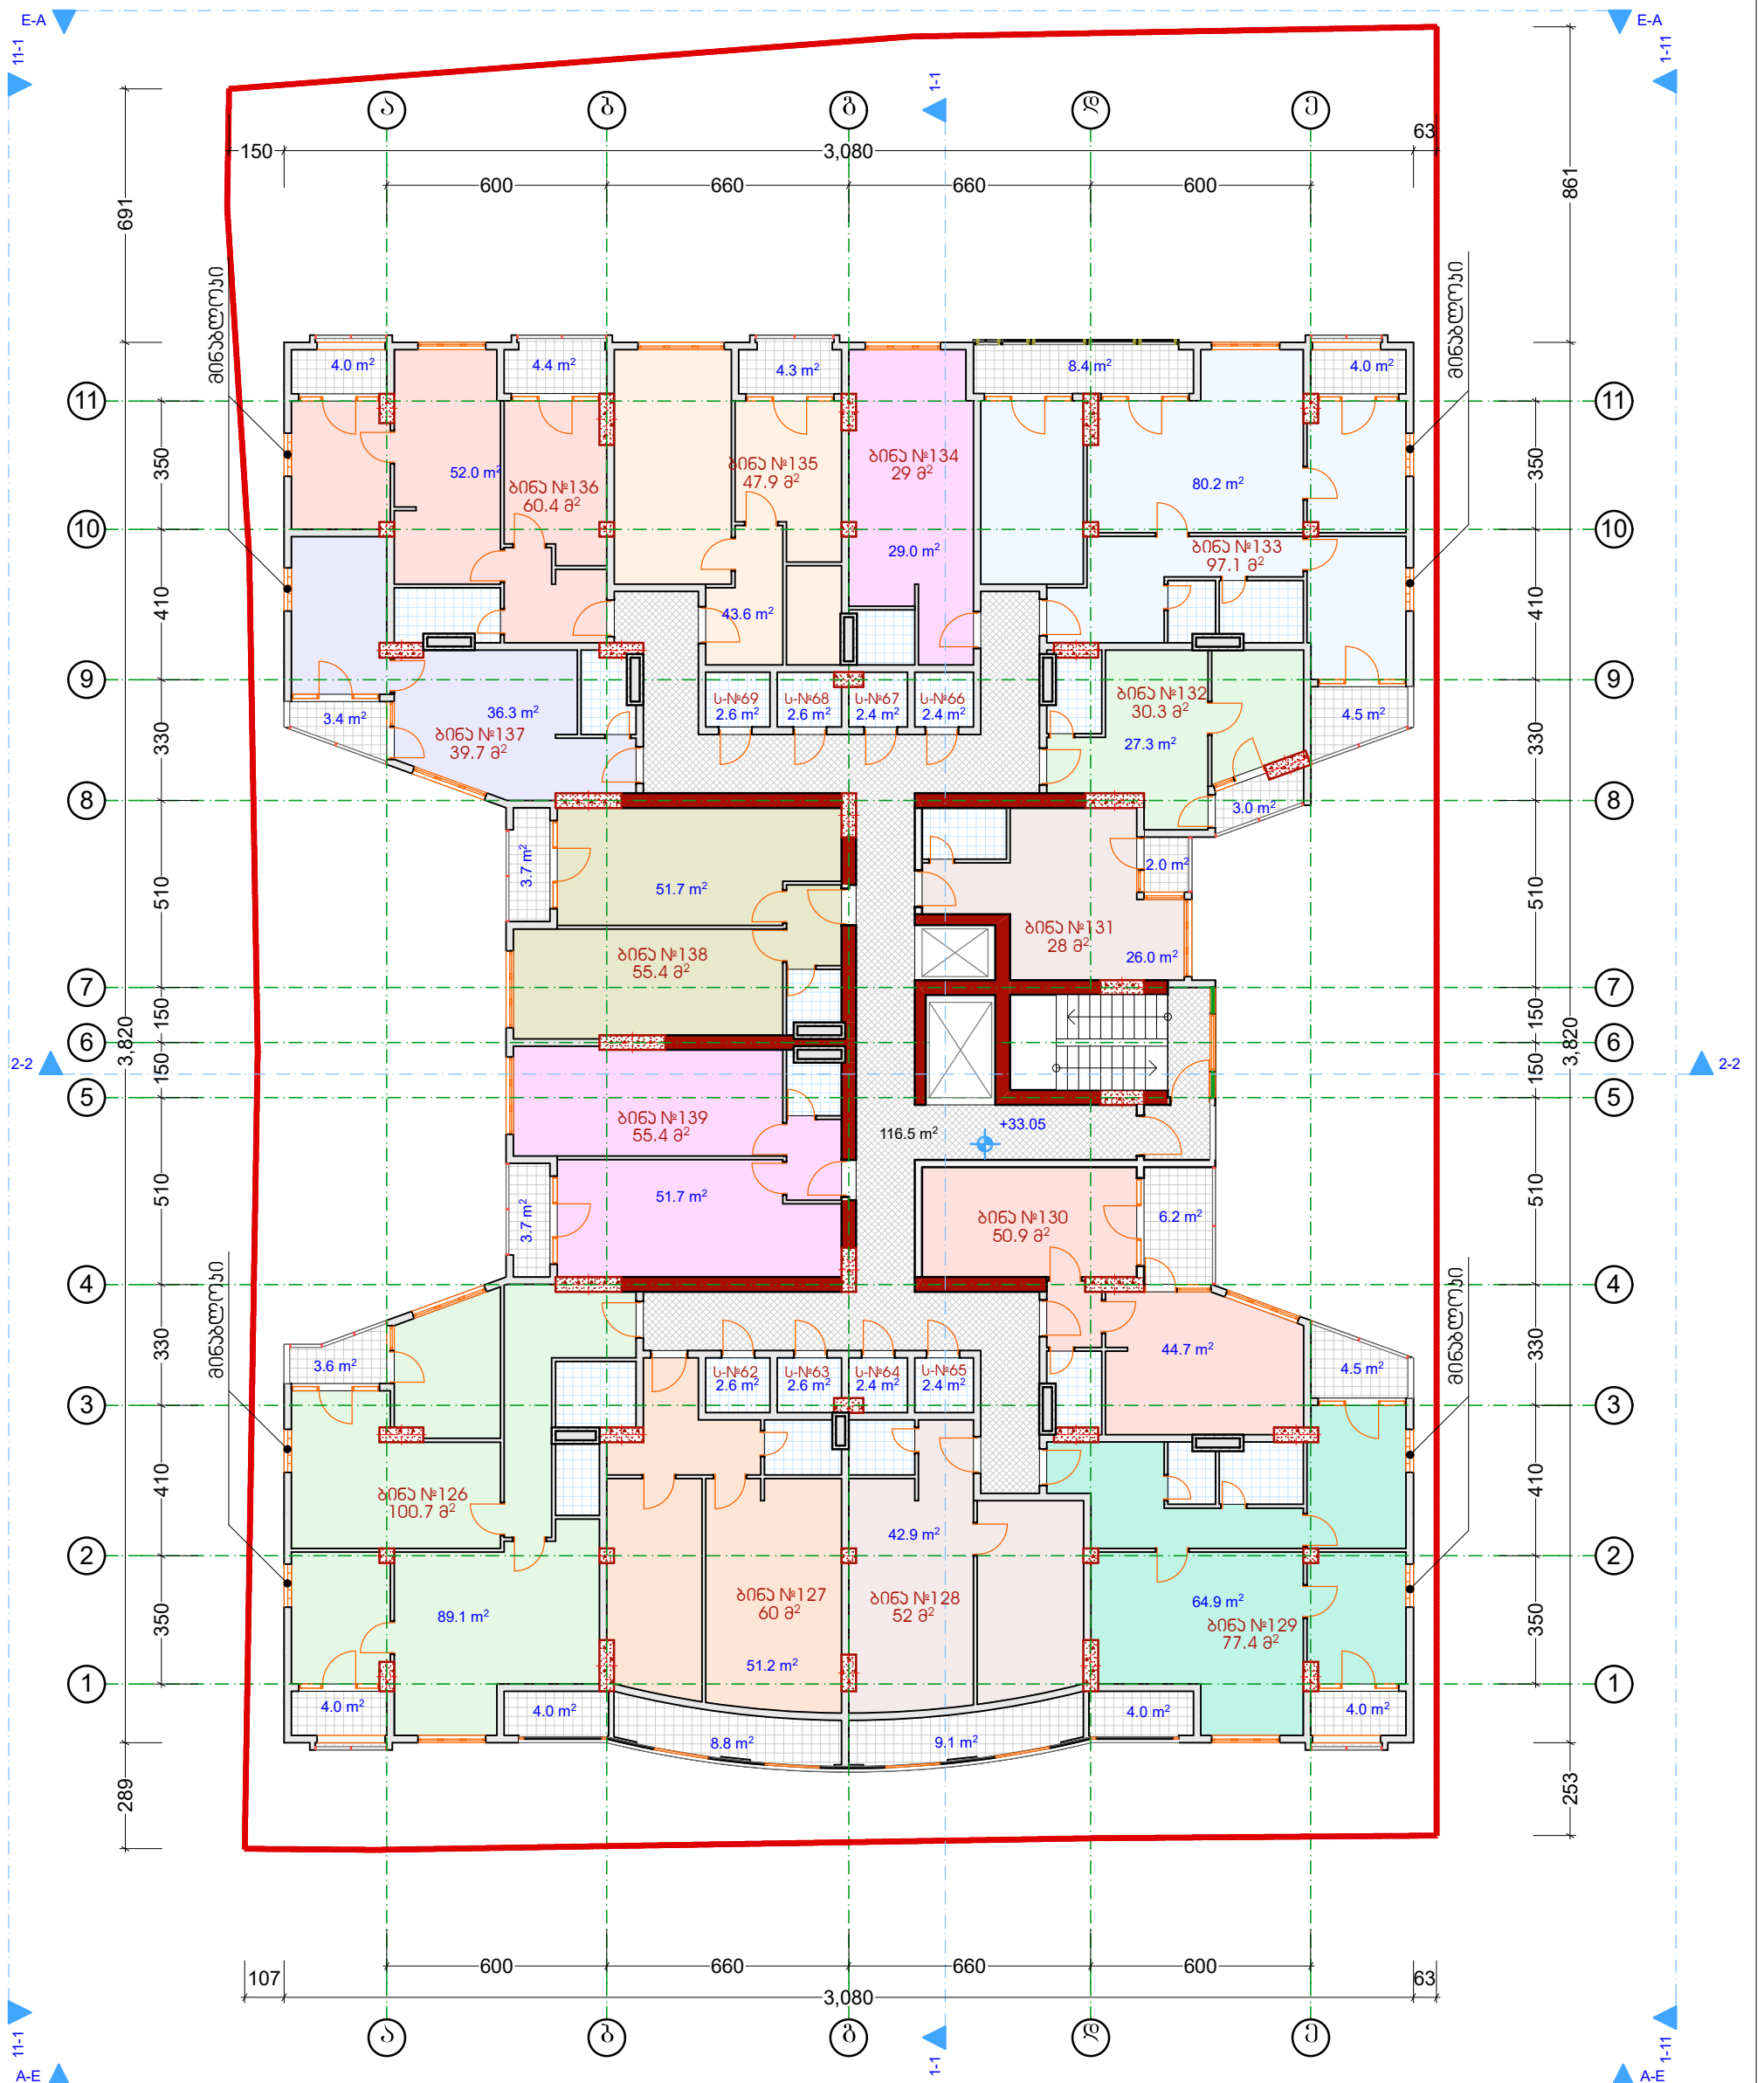 E-A
E-A
11-1
1-11
1-1
ა
ბ
გ
დ
ე
150
3,080
63
600
660
660
600
691
861
მინაბლოკი
მინაბლოკი
4.0 m²
4.4 m²
4.3 m²
8.4 m²
4.0 m²
11
11
350
350
52.0 m²
ბინა №136
60.4 მ²
ბინა №135
47.9 მ²
ბინა №134
29 მ²
80.2 m²
10
10
29.0 m²
ბინა №133
97.1 მ²
410
410
43.6 m²
9
9
ს-№69
2.6 m²
ს-№68
2.6 m²
ს-№67
2.4 m²
ს-№66
2.4 m²
ბინა №132
30.3 მ²
27.3 m²
3.4 m²
36.3 m²
ბინა №137
39.7 მ²
4.5 m²
330
330
8
8
3.0 m²
3.7 m²
51.7 m²
2.0 m²
510
510
ბინა №138
55.4 მ²
ბინა №131
28 მ²
26.0 m²
7
7
150
150
6
6
3,820
3,820
2-2
2-2
150
150
5
5
ბინა №139
55.4 მ²
116.5 m²
+33.05
51.7 m²
3.7 m²
510
510
ბინა №130
50.9 მ²
6.2 m²
4
4
მინაბლოკი
მინაბლოკი
330
330
3.6 m²
44.7 m²
4.5 m²
ს-№62
2.6 m²
ს-№63
2.6 m²
ს-№64
2.4 m²
ს-№65
2.4 m²
3
3
410
410
ბინა №126
100.7 მ²
42.9 m²
2
2
ბინა №127
60 მ²
ბინა №128
52 მ²
64.9 m²
ბინა №129
77.4 მ²
89.1 m²
350
350
51.2 m²
1
1
4.0 m²
4.0 m²
8.8 m²
9.1 m²
4.0 m²
4.0 m²
289
253
600
660
660
600
107
3,080
63
ა
ბ
გ
დ
ე
11-1
1-1
1-11
A-E
A-E